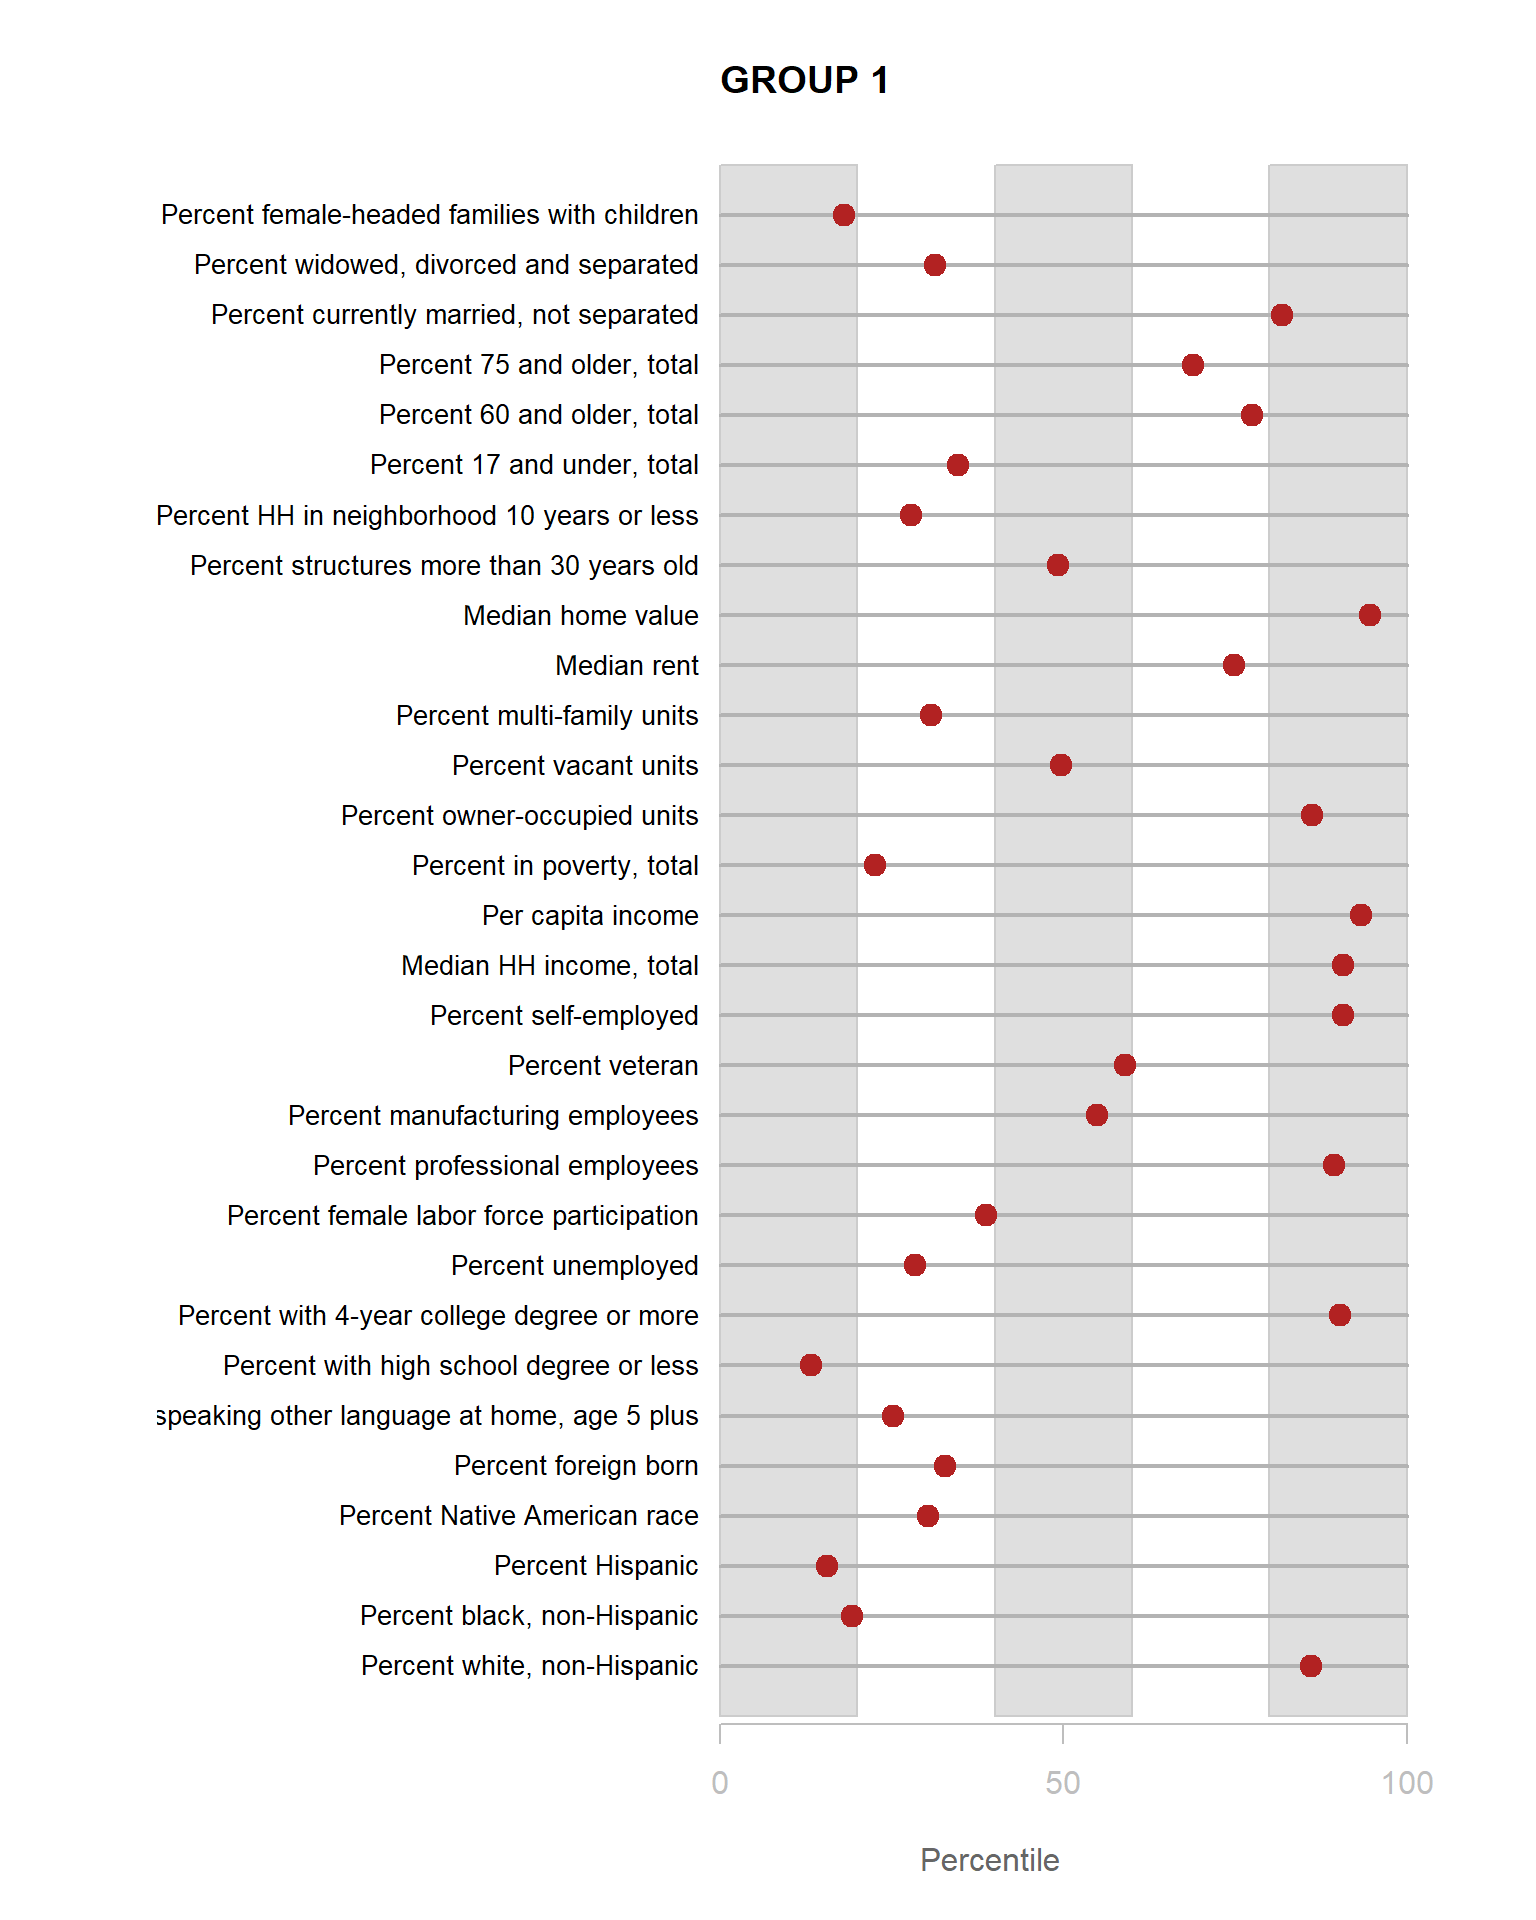 GROUP 1
Percent female-headed families with children
Percent widowed, divorced and separated
Percent currently married, not separated
Percent 75 and older, total
Percent 60 and older, total
Percent 17 and under, total
Percent HH in neighborhood 10 years or less
Percent structures more than 30 years old
Median home value
Median rent
Percent multi-family units
Percent vacant units
Percent owner-occupied units
Percent in poverty, total
Per capita income
Median HH income, total
Percent self-employed
Percent veteran
Percent manufacturing employees
Percent professional employees
Percent female labor force participation
Percent unemployed
Percent with 4-year college degree or more
Percent with high school degree or less
speaking other language at home, age 5 plus
Percent foreign born
Percent Native American race
Percent Hispanic
Percent black, non-Hispanic
Percent white, non-Hispanic
0 50 100
Percentile